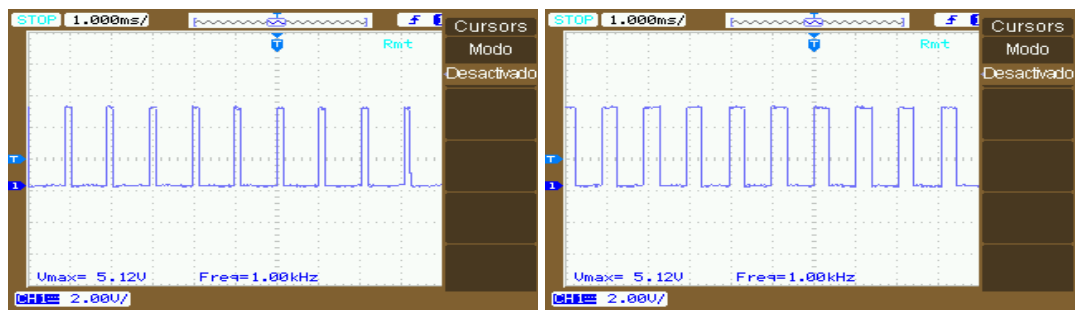 STOP 1.000ms/
T
Cursors
Modo
Desactivado
Rmt
T
1
Vmax= 5.12V Freq=1.00kHz
CH1 2.00V/
STOP 1.000ms/
T
Cursors
Modo
Desactivado
Rmt
T
1
Vmax= 5.12V Freq=1.00kHz
CH1 2.00V/